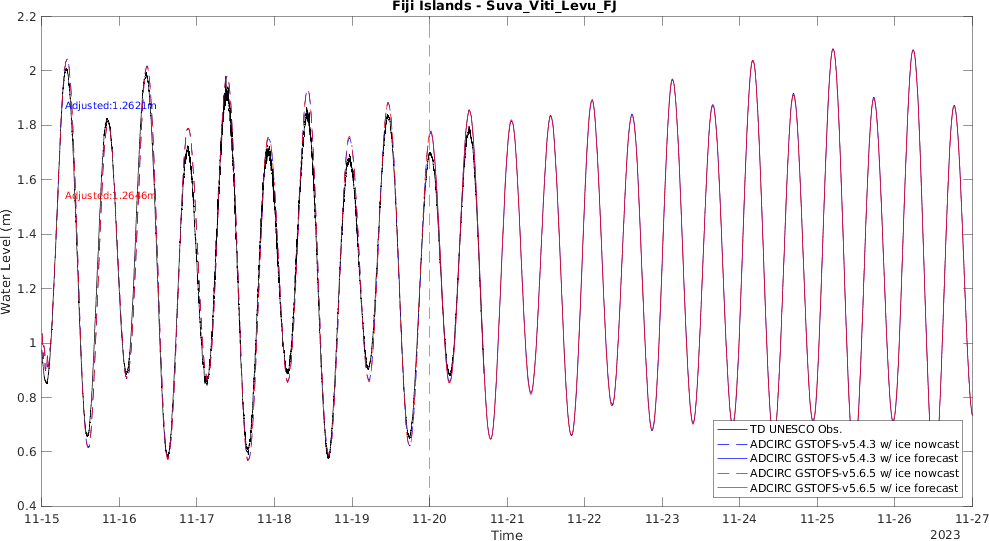 Fiji Islands - Suva_Viti_Levu_FJ
2.2
2
1.8
1.6
1.4
1.2
1
0.8
0.6
0.4
Water Level (m)
Adjusted:1.2621m
Adjusted:1.2646m
TD UNESCO Obs.
ADCIRC GSTOFS-v5.4.3 w/ ice nowcast
ADCIRC GSTOFS-v5.4.3 w/ ice forecast
ADCIRC GSTOFS-v5.6.5 w/ ice nowcast
ADCIRC GSTOFS-v5.6.5 w/ ice forecast
11-15 11-16 11-17 11-18 11-19 11-20 11-21 11-22 11-23 11-24 11-25 11-26 11-27
Time
2023